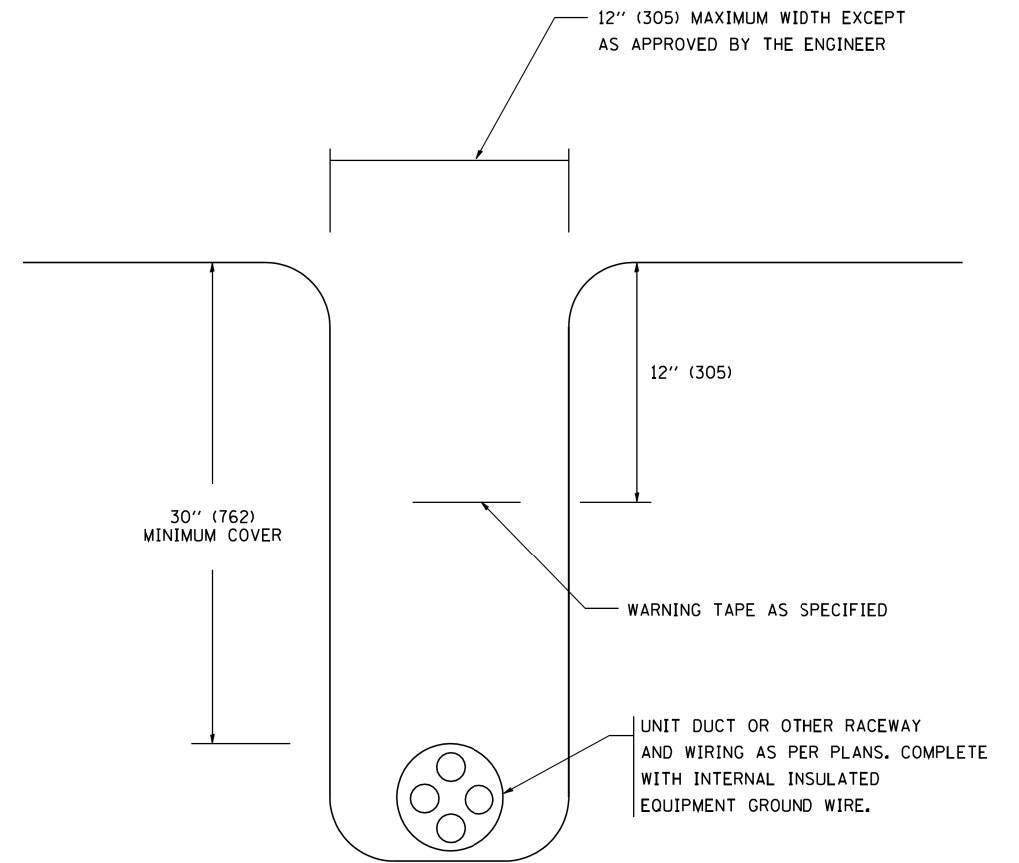 12'' (305) MAXIMUM WIDTH EXCEPT
AS APPROVED BY THE ENGINEER
12'' (305)
30'' (762)
MINIMUM COVER
WARNING TAPE AS SPECIFIED
UNIT DUCT OR OTHER RACEWAY
AND WIRING AS PER PLANS. COMPLETE
WITH INTERNAL INSULATED
EQUIPMENT GROUND WIRE.